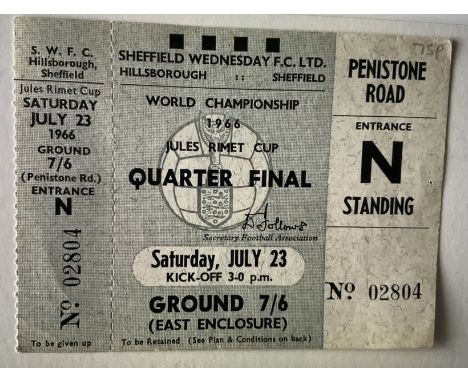 S. W. F. C.
Hillsborough,
Sheffield
Jules Rimet Cup
SATURDAY
JULY 23
1966
GROUND
7/6
(Penistone Rd.)
ENTRANCE
N
No 02804
To be given up
SHEFFIELD WEDNESDAY F.C. LTD.
HILLSBOROUGH :: SHEFFIELD
WORLD CHAMPIONSHIP
1966
JULES RIMET CUP
QUARTER FINAL
D Follows
Secretary Football Association
Saturday, JULY 23
KICK-OFF 3-0 p.m.
GROUND 7/6
(EAST ENCLOSURE)
To be Retained (See Plan & Conditions on back)
75P
PENISTONE
ROAD
ENTRANCE
N
STANDING
No 02804